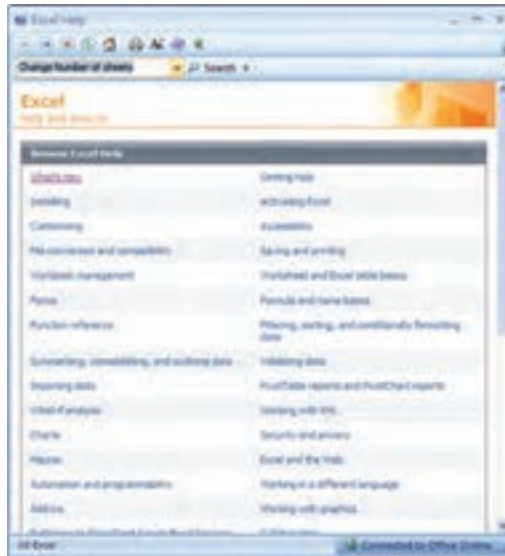 Excel Help
Change Number of sheets Search
Excel
Help and How-to
Browse Excel Help
What's new Getting help
Installing Activating Excel
Customizing Accessibility
File conversion and compatibility Saving and printing
Workbook management Worksheet and Excel table basics
Formula and name basics
Function reference Filtering, sorting, and conditionally formatting
data
Summarizing, consolidating, and outlining data Validating data
Importing data PivotTable reports and PivotChart reports
What-if analysis Working with XML
Charts Security and privacy
Macros Excel and the Web
Automation and programmability Working in a different language
Add-ins Working with graphics
All Excel Connected to Office Online